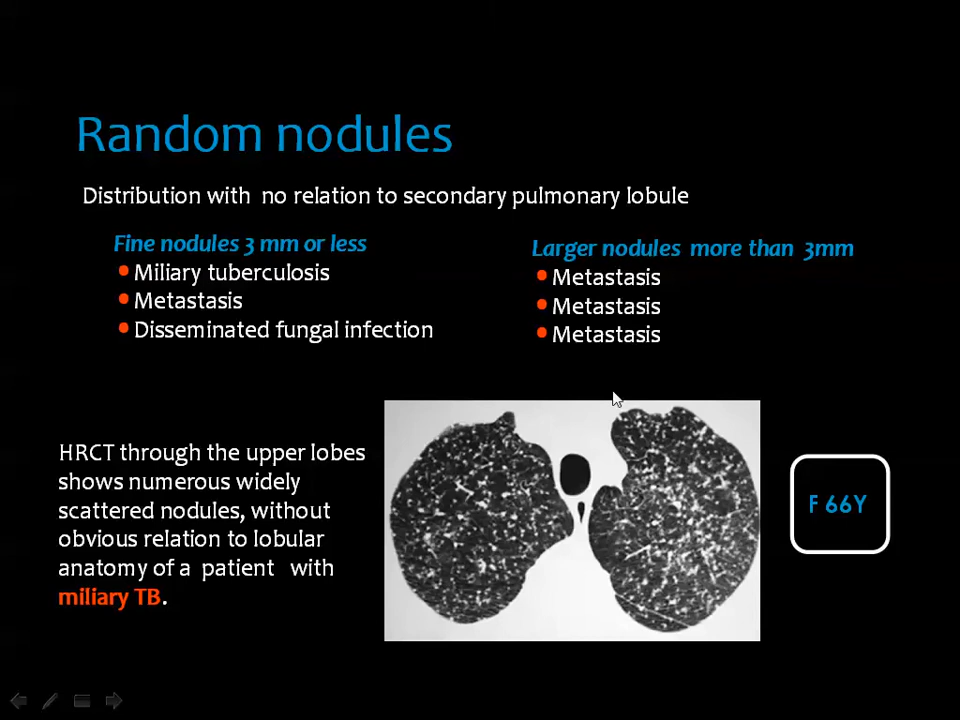 Random nodules
Distribution with no relation to secondary pulmonary lobule
Fine nodules 3 mm or less
Miliary tuberculosis
Metastasis
Disseminated fungal infection
Larger nodules more than 3mm
Metastasis
Metastasis
Metastasis
HRCT through the upper lobes
shows numerous widely
scattered nodules, without
obvious relation to lobular
anatomy of a patient with
miliary TB.
F 66Y